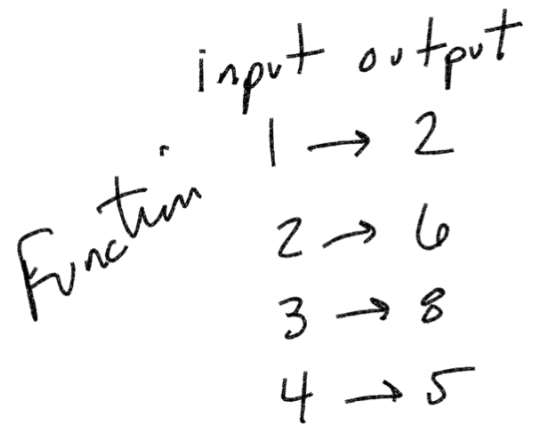 input output
1 → 2
Function
2 → 6
3 → 8
4 → 5